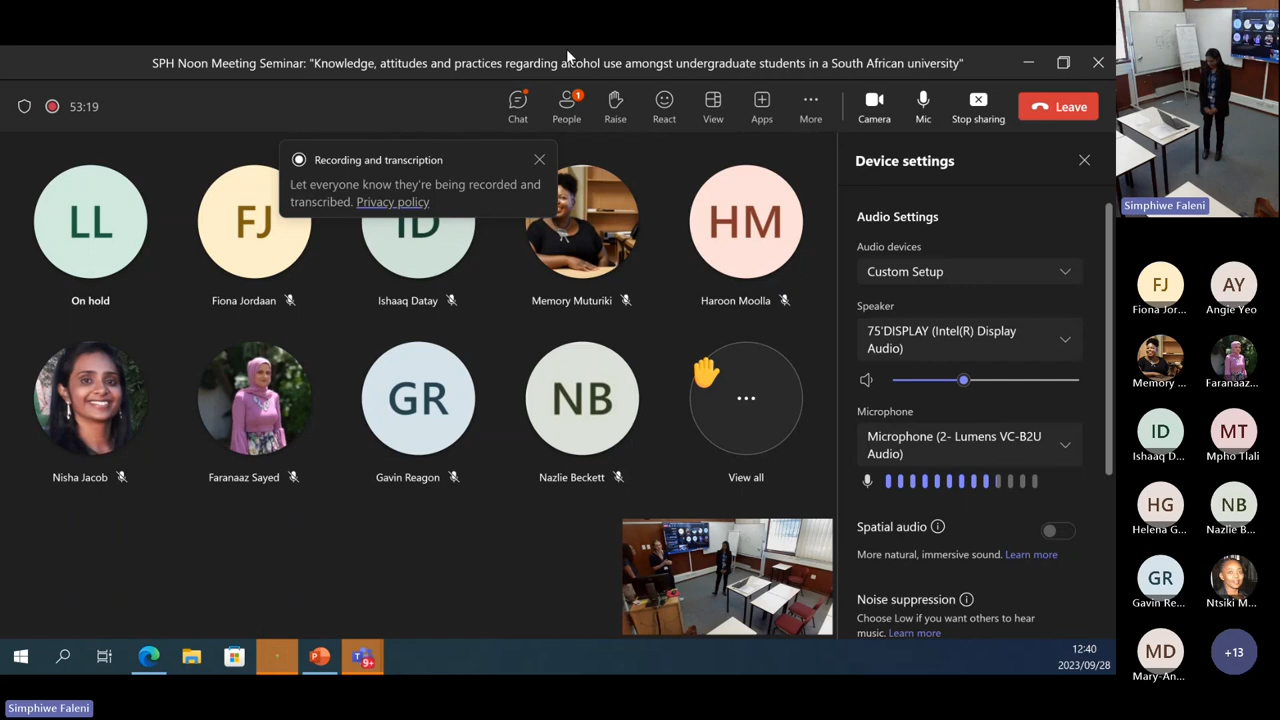 SPH Noon Meeting Seminar: "Knowledge, attitudes and practices regarding alcohol use amongst undergraduate students in a South African university"
53:19
Chat
1
People
Raise
React
View
Apps
More
Camera
Mic
Stop sharing
Leave
Recording and transcription
Let everyone know they're being recorded and
transcribed. Privacy policy
LL
FJ
ID
HM
On hold
Fiona Jordaan
Ishaaq Datay
Memory Muturiki
Haroon Moolla
GR
NB
Nisha Jacob
Faranaaz Sayed
Gavin Reagon
Nazlie Beckett
View all
Device settings
Audio Settings
Audio devices
Custom Setup
Speaker
75'DISPLAY (Intel(R) Display
Audio)
Microphone
Microphone (2- Lumens VC-B2U
Audio)
Spatial audio
More natural, immersive sound. Learn more
Noise suppression
Choose Low if you want others to hear
music. Learn more
9+
12:40
2023/09/28
Simphiwe Faleni
Simphiwe Faleni
FJ
AY
Fiona Jor...
Angie Yeo
Memory ...
Faranaaz...
ID
MT
Ishaaq D...
Mpho Tlali
HG
NB
Helena G...
Nazlie B...
GR
Gavin Re...
Ntsiki M...
MD
+13
Mary-An...